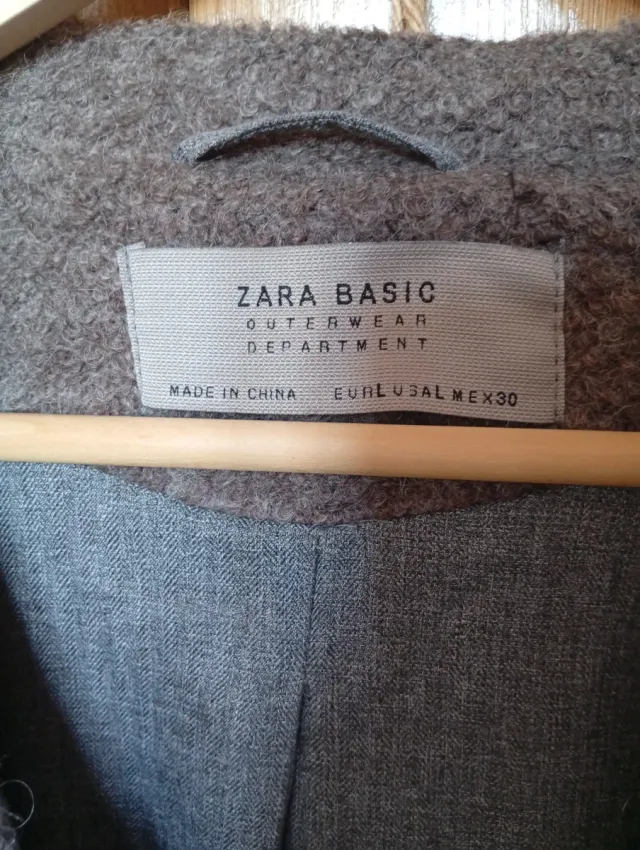 ZARA BASIC
OUTERWEAR
DEPARTMENT
MADE IN CHINA EUR L USA L MEX 30